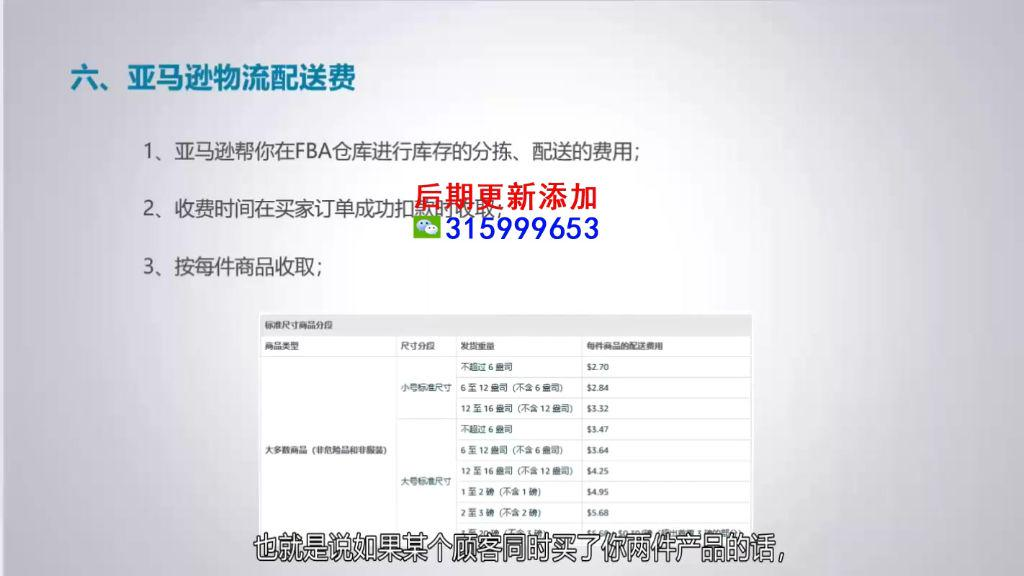 六、亚马逊物流配送费
1、亚马逊帮你在FBA仓库进行库存的分拣、配送的费用；
后期更新添加
2、收费时间在买家订单成功扣款时收取；
315999653
3、按每件商品收取；
标准尺寸商品分段
商品类型 尺寸分段 发货重量 每件商品的配送费用
不超过 6 盎司 $2.70
小号标准尺寸 6 至 12 盎司（不含 6 盎司） $2.84
12 至 16 盎司（不含 12 盎司） $3.32
不超过 6 盎司 $3.47
大多数商品（非危险品和非服装） 6 至 12 盎司（不含 6 盎司） $3.64
12 至 16 盎司（不含 12 盎司） $4.25
大号标准尺寸
1 至 2 磅（不含 1 磅） $4.95
2 至 3 磅（不含 2 磅） $5.68
也就是说如果某个顾客同时买了你两件产品的话，